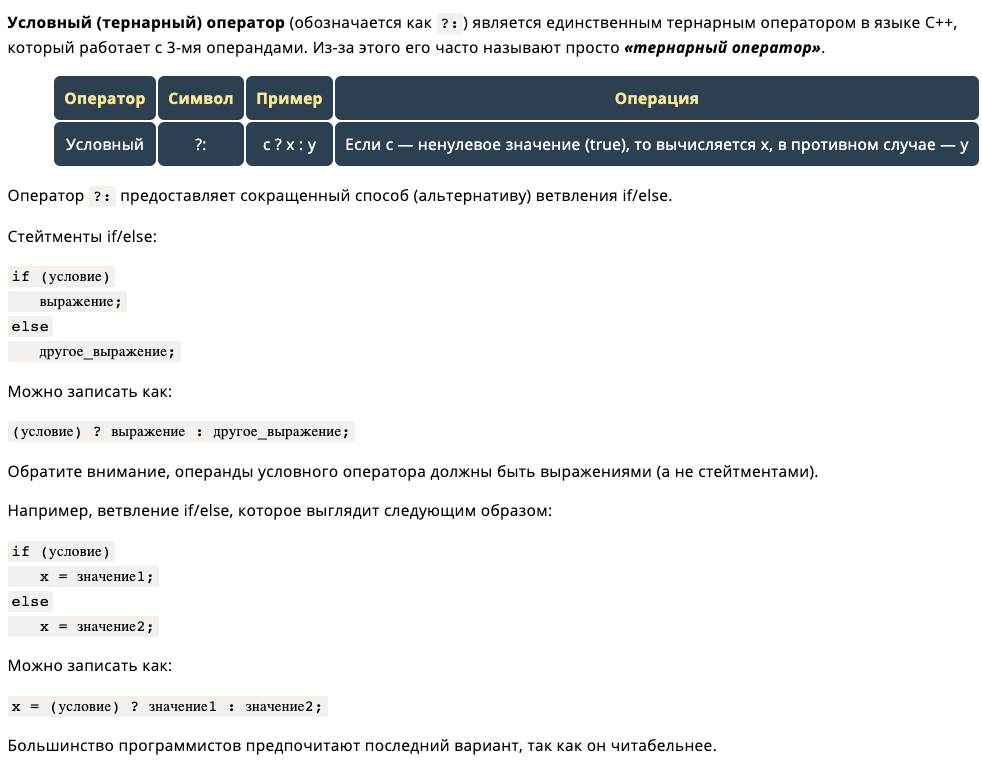 Условный (тернарный) оператор (обозначается как ?:) является единственным тернарным оператором в языке C++,
который работает с 3-мя операндами. Из-за этого его часто называют просто «тернарный оператор».
Оператор Символ Пример Операция
Условный ?: c ? x : y Если c — ненулевое значение (true), то вычисляется x, в противном случае — y
Оператор ?: предоставляет сокращенный способ (альтернативу) ветвления if/else.
Стейтменты if/else:
if (условие)
    выражение;
else
    другое_выражение;
Можно записать как:
(условие) ? выражение : другое_выражение;
Обратите внимание, операнды условного оператора должны быть выражениями (а не стейтментами).
Например, ветвление if/else, которое выглядит следующим образом:
if (условие)
    x = значение1;
else
    x = значение2;
Можно записать как:
x = (условие) ? значение1 : значение2;
Большинство программистов предпочитают последний вариант, так как он читабельнее.